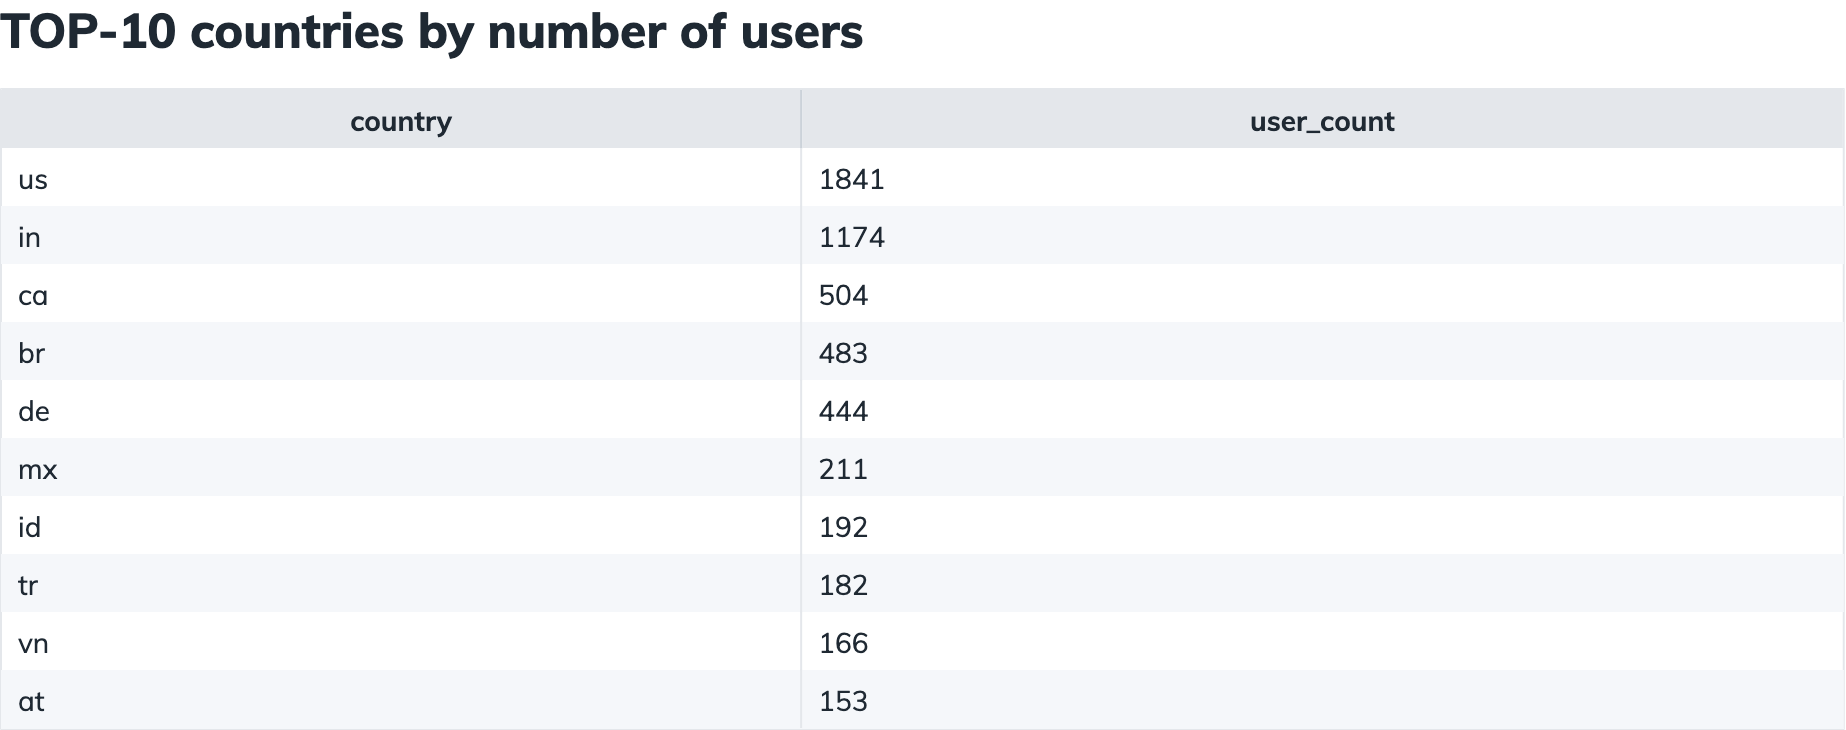 TOP-10 countries by number of users
country user_count
us 1841
in 1174
ca 504
br 483
de 444
mx 211
id 192
tr 182
vn 166
at 153